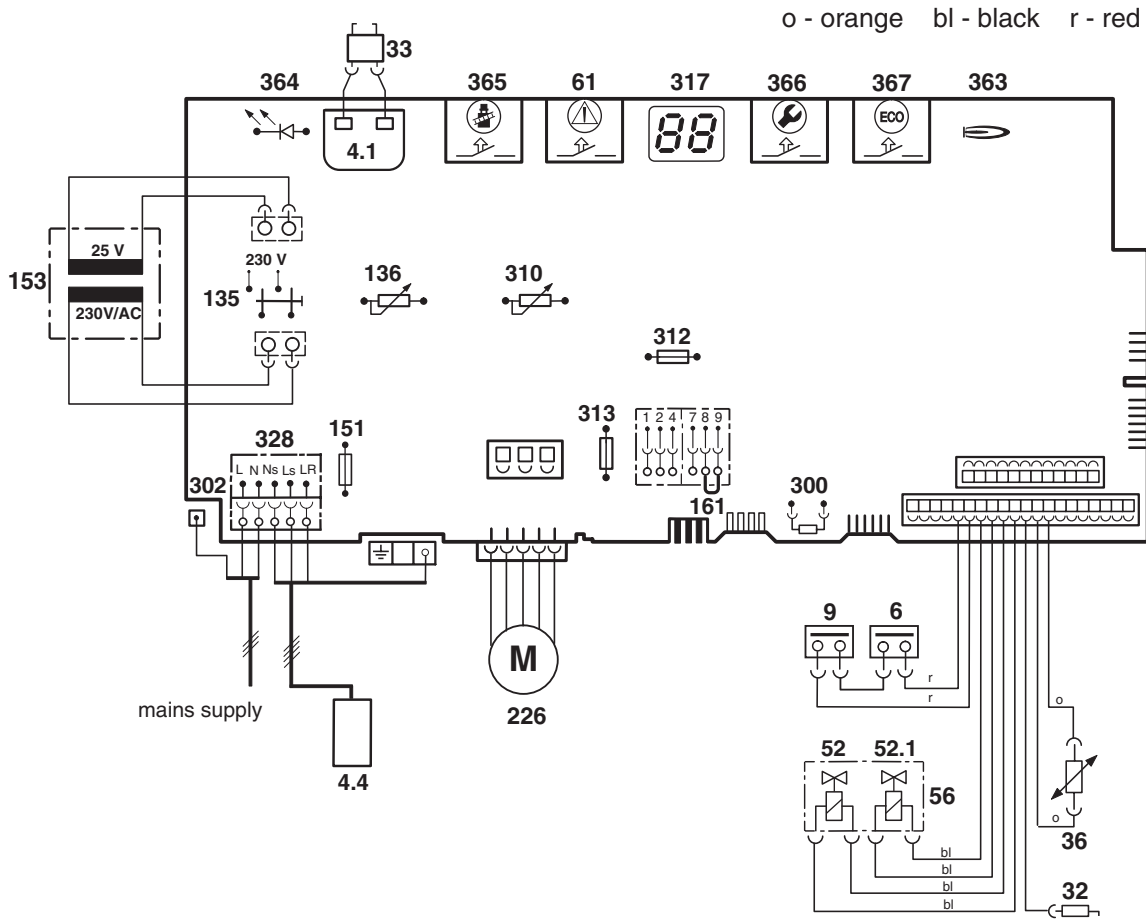 o - orange bl - black r - red
33
364 365 61 317 366 367 363
ECO
88
4.1
25 V
153
230V/AC
230 V
135
136 310
312
313
1 2 4 7 8 9
151
328
L N Ns Ls LR
302
161
300
9 6
r
r
M
226
mains supply
4.4
o
52 52.1
56
o
36
bl
bl
bl
bl
32